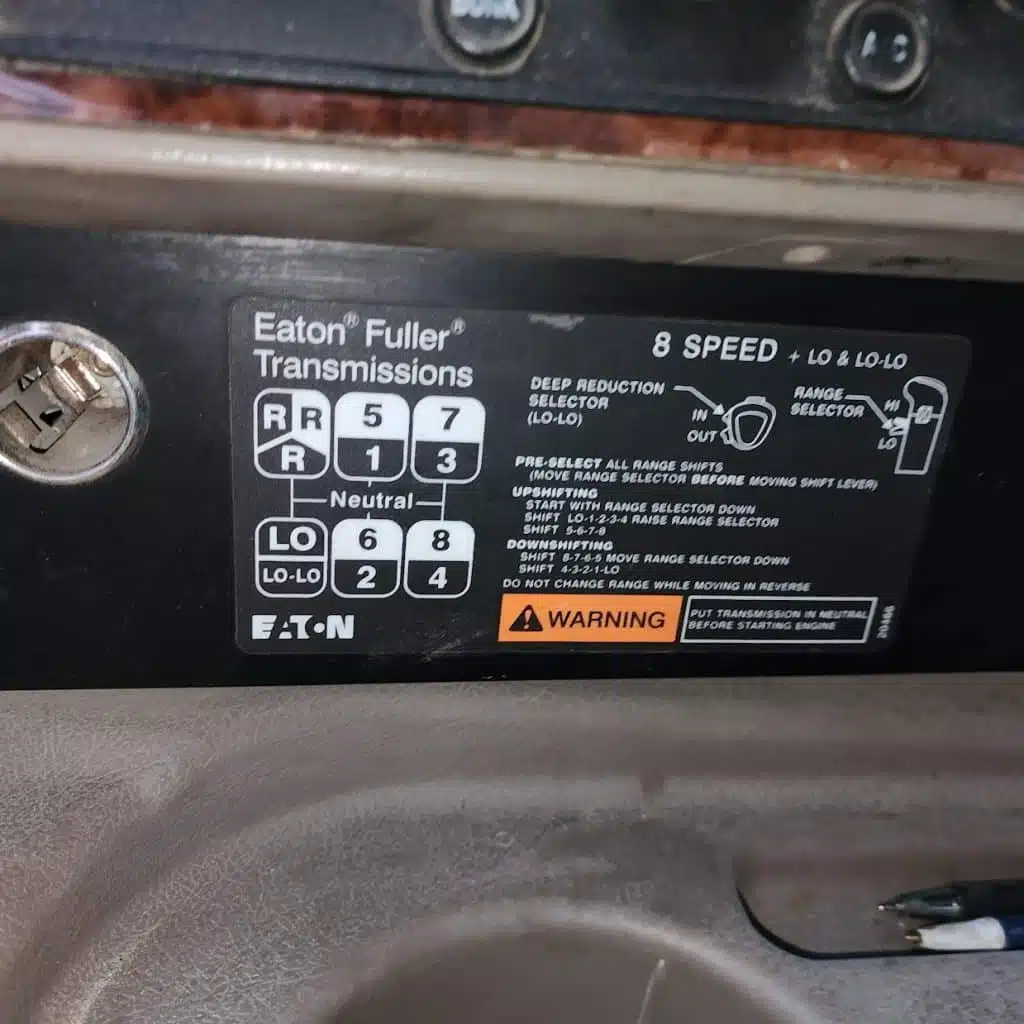 A/C
Eaton® Fuller®
Transmissions
R R 5 7
R 1 3
Neutral
LO 6 8
LO-LO 2 4
EATON
8 SPEED + LO & LO-LO
DEEP REDUCTION
SELECTOR
(LO-LO)
IN
OUT
RANGE
SELECTOR
HI
LO
PRE-SELECT ALL RANGE SHIFTS
(MOVE RANGE SELECTOR BEFORE MOVING SHIFT LEVER)
UPSHIFTING
START WITH RANGE SELECTOR DOWN
SHIFT LO-1-2-3-4 RAISE RANGE SELECTOR
SHIFT 5-6-7-8
DOWNSHIFTING
SHIFT 8-7-6-5 MOVE RANGE SELECTOR DOWN
SHIFT 4-3-2-1-LO
DO NOT CHANGE RANGE WHILE MOVING IN REVERSE
WARNING
PUT TRANSMISSION IN NEUTRAL
BEFORE STARTING ENGINE
20466